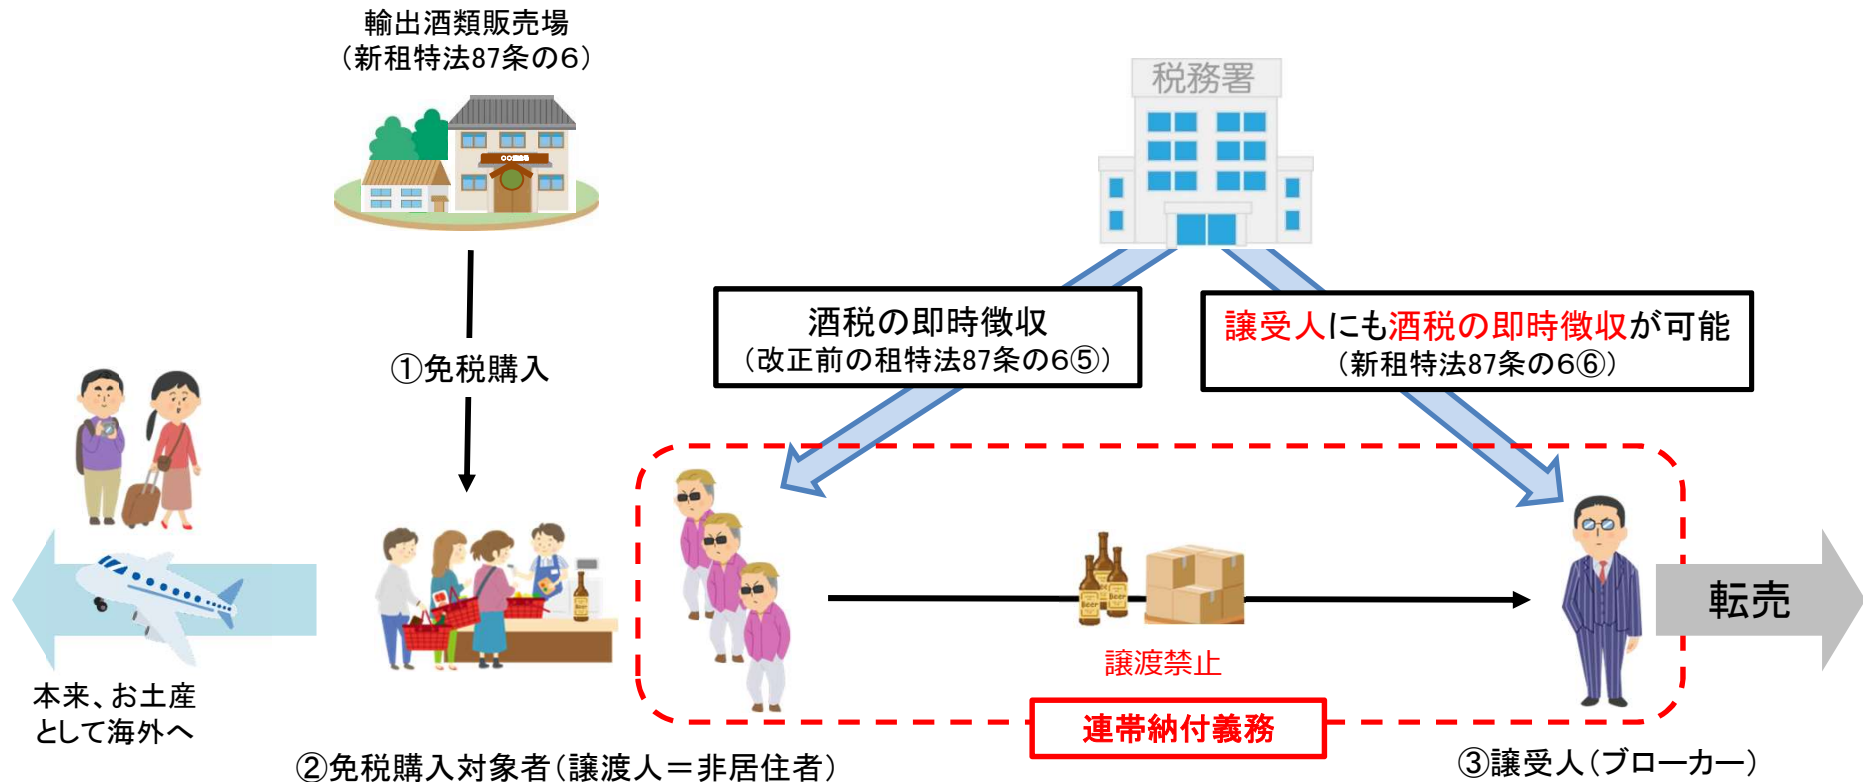 輸出酒類販売場
（新租特法87条の６）
税務署
①免税購入
酒税の即時徴収
（改正前の租特法87条の６⑤）
譲受人にも酒税の即時徴収が可能
（新租特法87条の６⑥）
Beer
Beer
転売
譲渡禁止
連帯納付義務
本来、お土産
として海外へ
②免税購入対象者（譲渡人＝非居住者）
③譲受人（ブローカー）